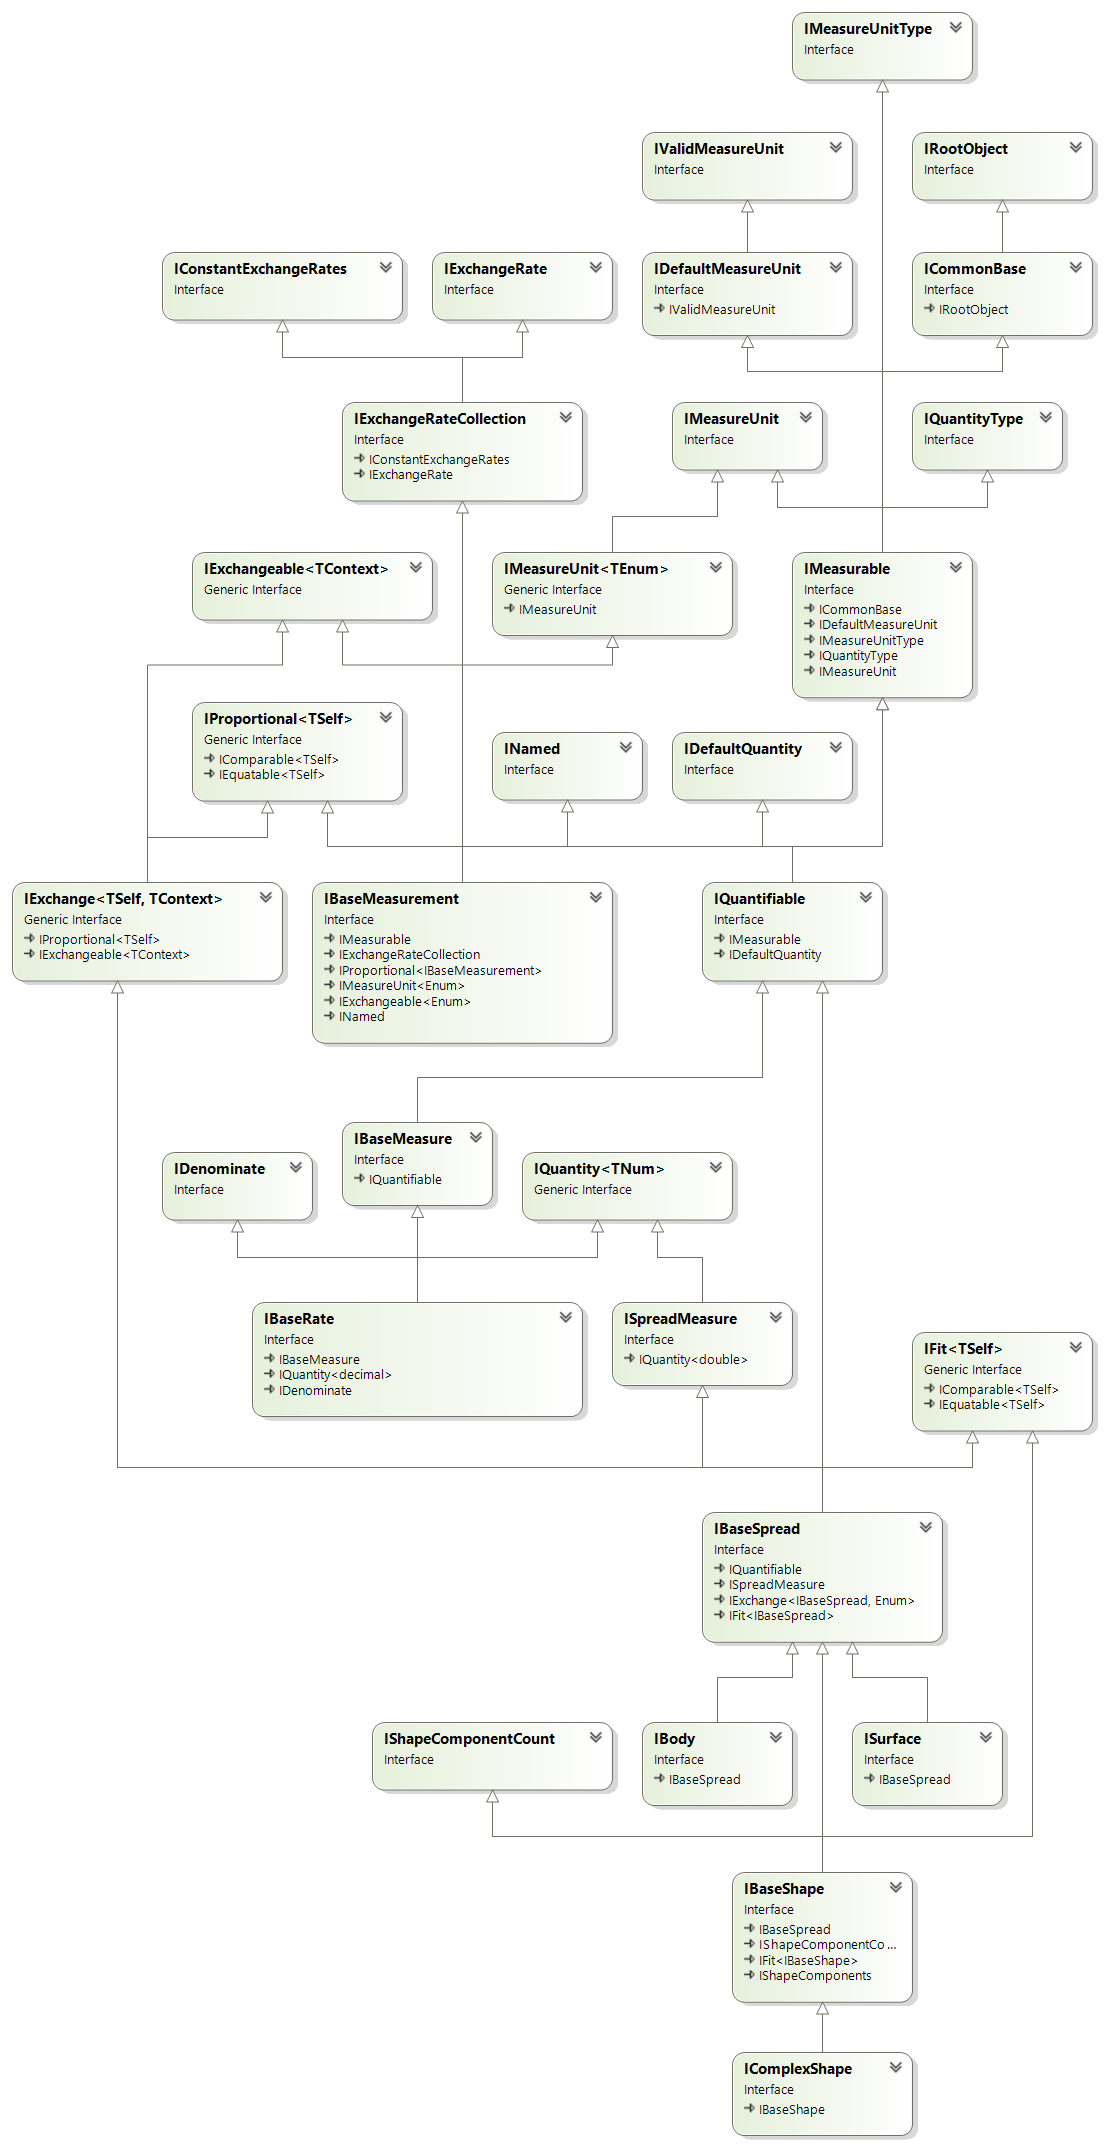 IMeasureUnitType
Interface
IValidMeasureUnit
Interface
IRootObject
Interface
IConstantExchangeRates
Interface
IExchangeRate
Interface
IDefaultMeasureUnit
Interface
IValidMeasureUnit
ICommonBase
Interface
IRootObject
IExchangeRateCollection
Interface
IConstantExchangeRates
IExchangeRate
IMeasureUnit
Interface
IQuantityType
Interface
IExchangeable<TContext>
Generic Interface
IMeasureUnit<TEnum>
Generic Interface
IMeasureUnit
IMeasurable
Interface
ICommonBase
IDefaultMeasureUnit
IMeasureUnitType
IQuantityType
IMeasureUnit
IProportional<TSelf>
Generic Interface
IComparable<TSelf>
IEquatable<TSelf>
INamed
Interface
IDefaultQuantity
Interface
IExchange<TSelf, TContext>
Generic Interface
IProportional<TSelf>
IExchangeable<TContext>
IBaseMeasurement
Interface
IMeasurable
IExchangeRateCollection
IProportional<IBaseMeasurement>
IMeasureUnit<Enum>
IExchangeable<Enum>
INamed
IQuantifiable
Interface
IMeasurable
IDefaultQuantity
IBaseMeasure
Interface
IQuantifiable
IDenominate
Interface
IQuantity<TNum>
Generic Interface
IBaseRate
Interface
IBaseMeasure
IQuantity<decimal>
IDenominate
ISpreadMeasure
Interface
IQuantity<double>
IFit<TSelf>
Generic Interface
IComparable<TSelf>
IEquatable<TSelf>
IBaseSpread
Interface
IQuantifiable
ISpreadMeasure
IExchange<IBaseSpread, Enum>
IFit<IBaseSpread>
IShapeComponentCount
Interface
IBody
Interface
IBaseSpread
ISurface
Interface
IBaseSpread
IBaseShape
Interface
IBaseSpread
IShapeComponentCo...
IFit<IBaseShape>
IShapeComponents
IComplexShape
Interface
IBaseShape